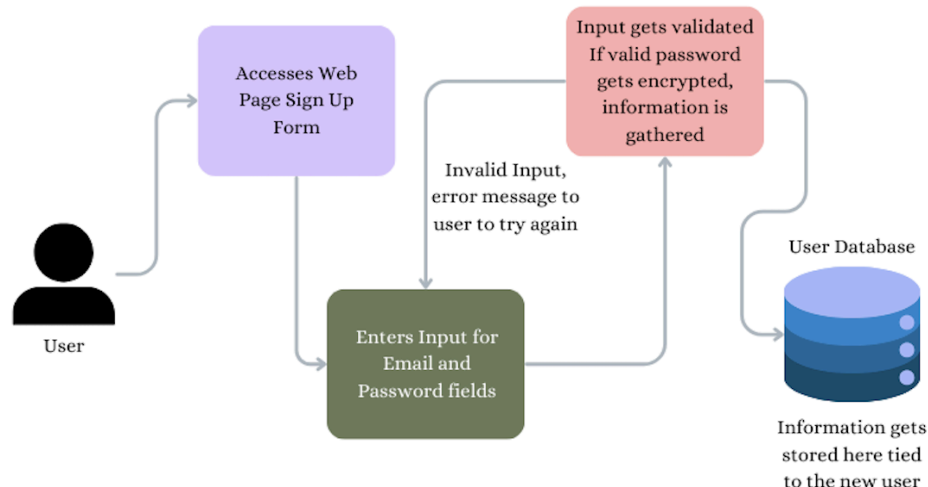 Accesses Web
Page Sign Up
Form
Input gets validated
If valid password
gets encrypted,
information is
gathered
Invalid Input,
error message to
user to try again
User Database
User
Enters Input for
Email and
Password fields
Information gets
stored here tied
to the new user